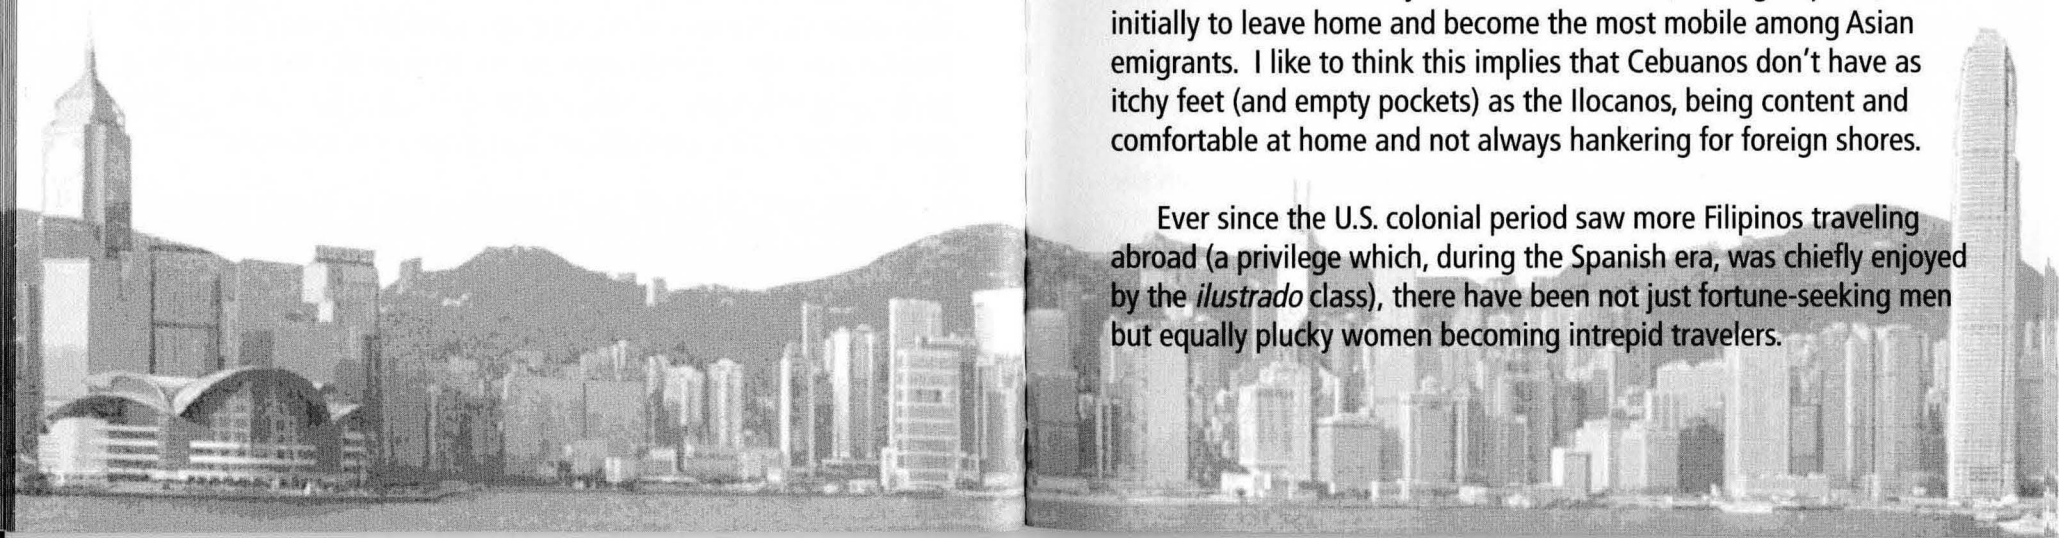 initially to leave home and become the most mobile among Asian
emigrants. I like to think this implies that Cebuanos don't have as
itchy feet (and empty pockets) as the Ilocanos, being content and
comfortable at home and not always hankering for foreign shores.
Ever since the U.S. colonial period saw more Filipinos traveling
abroad (a privilege which, during the Spanish era, was chiefly enjoyed
by the ilustrado class), there have been not just fortune-seeking men
but equally plucky women becoming intrepid travelers.